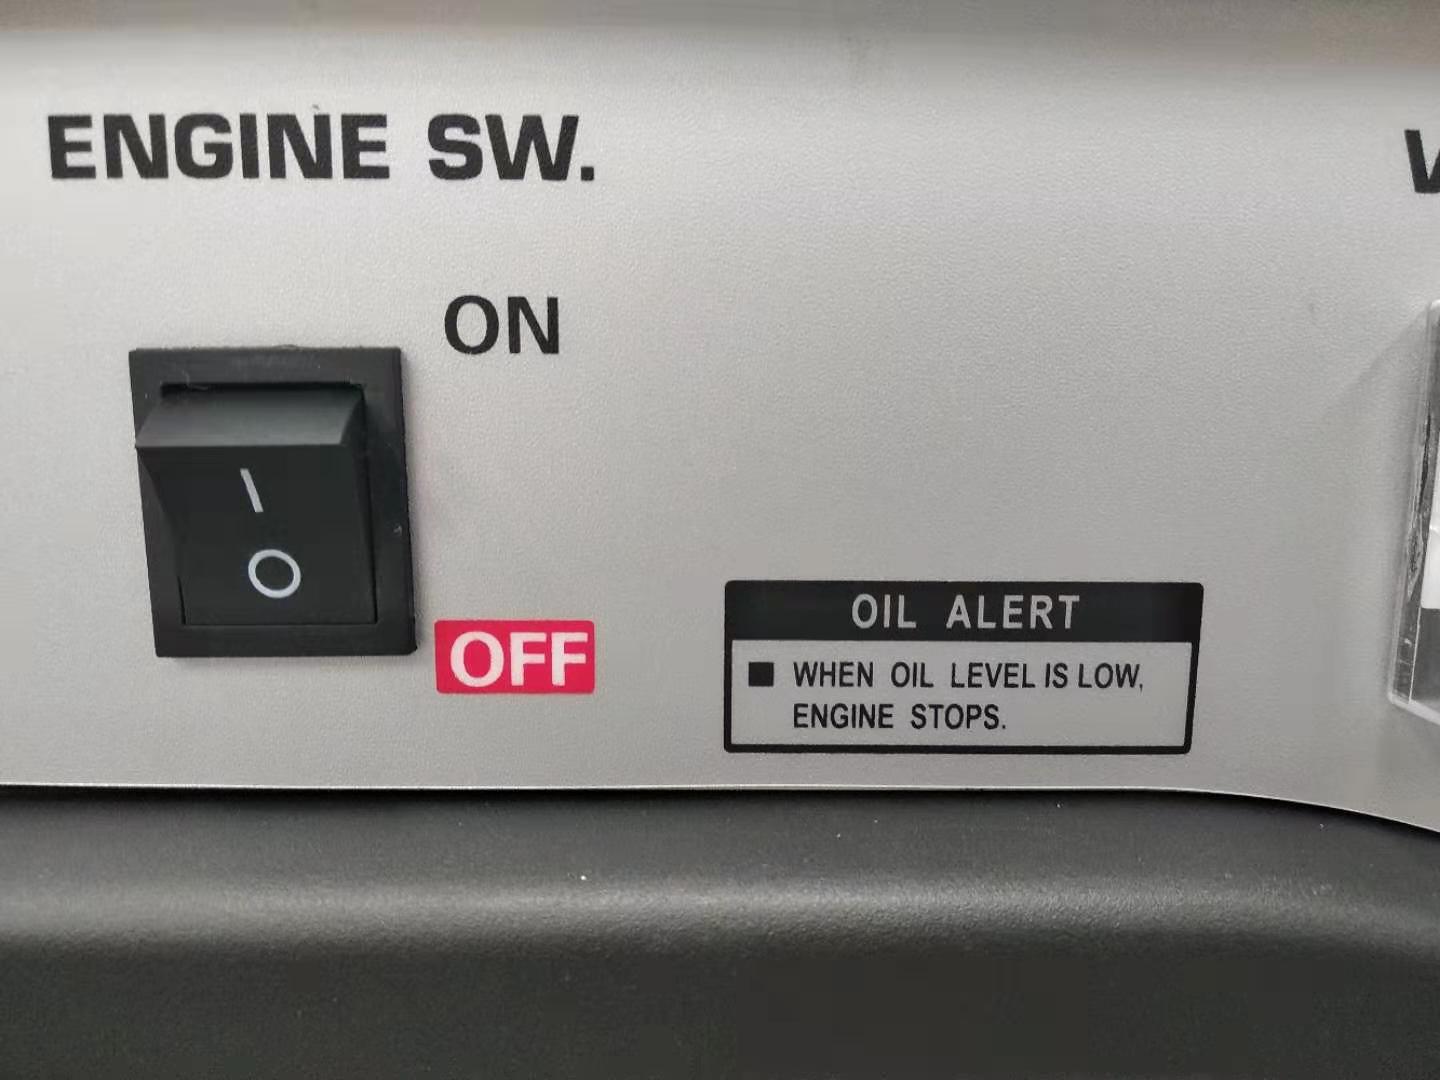 ENGINE SW.
ON
I
O
OFF
OIL ALERT
■ WHEN OIL LEVEL IS LOW,
ENGINE STOPS.